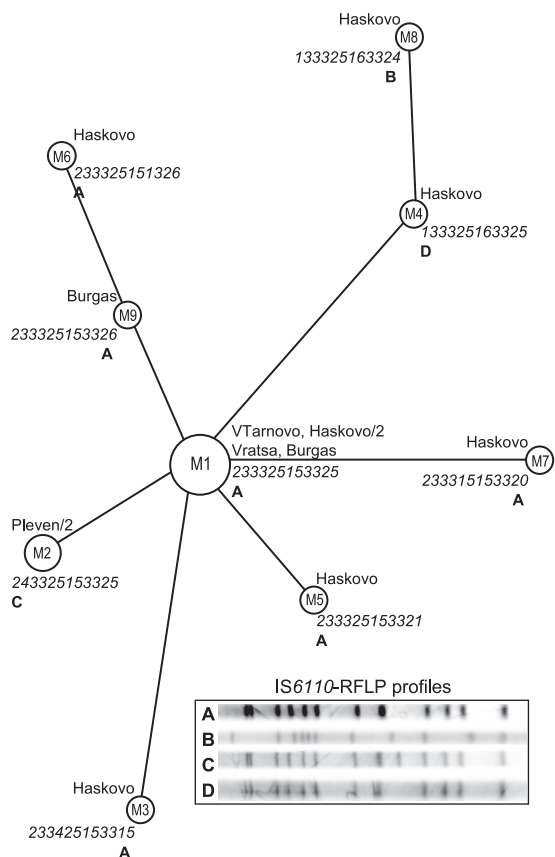 Haskovo
M8
133325163324
B
Haskovo
M6
233325151326
A
Haskovo
M4
133325163325
D
Burgas
M9
233325153326
A
VTarnovo, Haskovo/2
Vratsa, Burgas
M1
233325153325
A
Haskovo
M7
233315153320
A
Pleven/2
M2
243325153325
C
Haskovo
M5
233325153321
A
Haskovo
M3
233425153315
A
IS6110-RFLP profiles
A
B
C
D